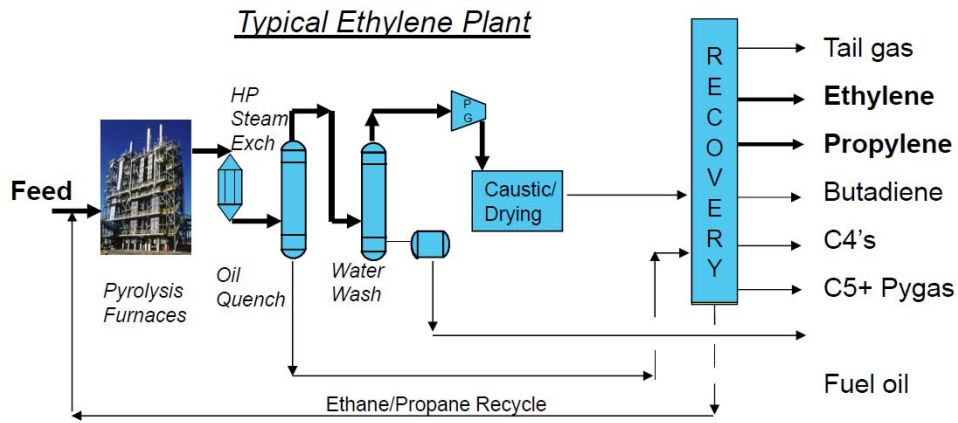 Typical Ethylene Plant
HP
Steam
Exch
Feed
Pyrolysis
Furnaces
Oil
Quench
Water
Wash
P
G
Caustic/
Drying
R
E
C
O
V
E
R
Y
Tail gas
Ethylene
Propylene
Butadiene
C4's
C5+ Pygas
Fuel oil
Ethane/Propane Recycle